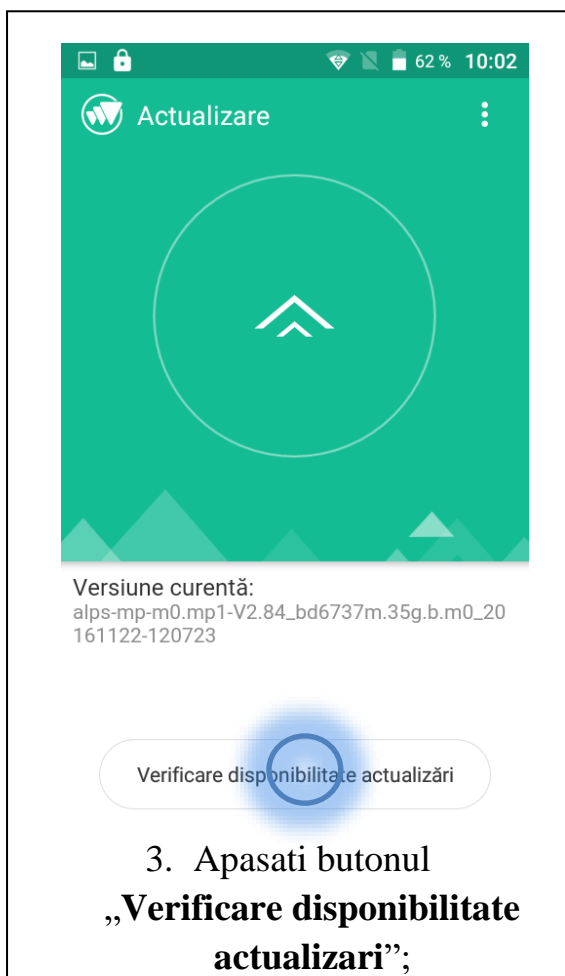 62 % 10:02
Actualizare
Versiune curentă:
alps-mp-m0.mp1-V2.84_bd6737m.35g.b.m0_20
161122-120723
Verificare disponibilitate actualizări
3. Apasati butonul
„Verificare disponibilitate
actualizari”;